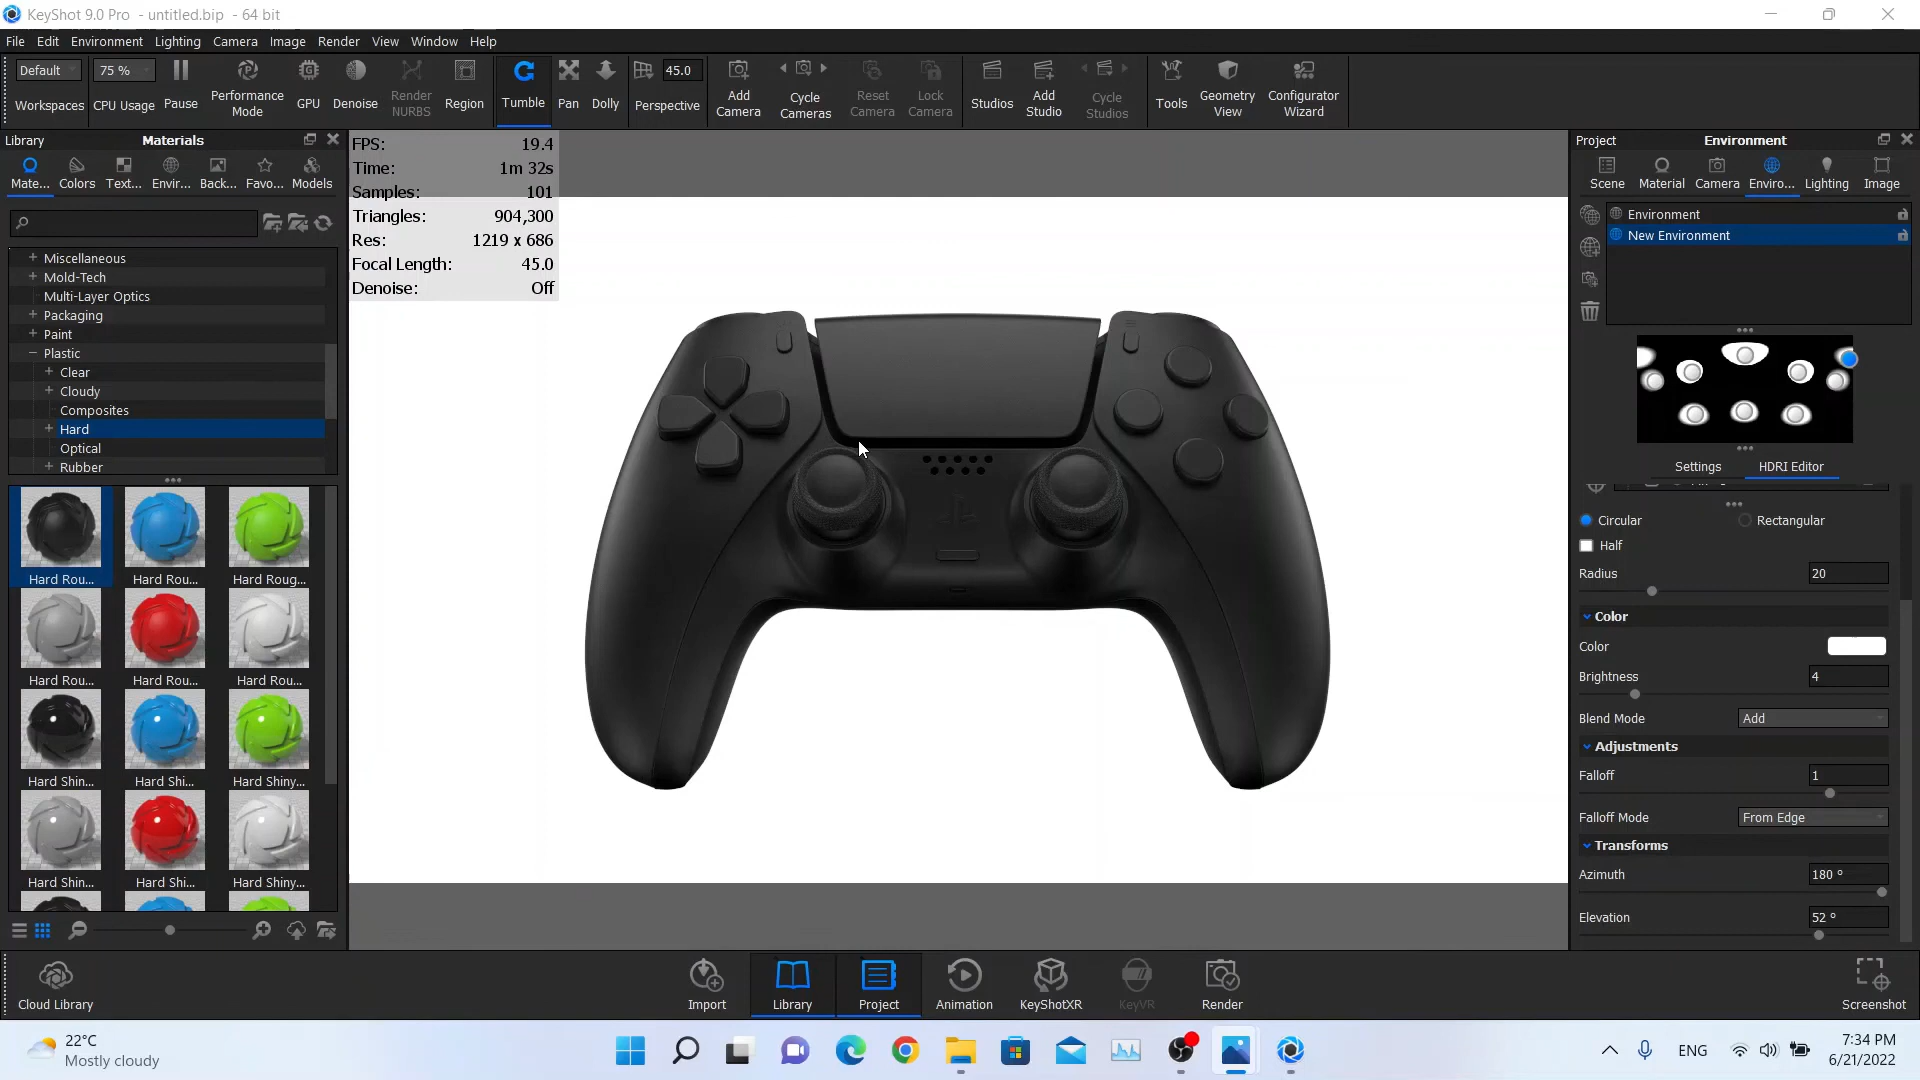 KeyShot 9.0 Pro - untitled.bip - 64 bit
File Edit Environment Lighting Camera Image Render View Window Help
Default 75 % 45.0
Workspaces CPU Usage Pause Performance Mode GPU Denoise Render NURBS Region Tumble Pan Dolly Perspective Add Camera Cycle Cameras Reset Camera Lock Camera Studios Add Studio Cycle Studios Tools Geometry View Configurator Wizard
Library Materials
Mate... Colors Text... Envir... Back... Favo... Models
Miscellaneous
Mold-Tech
Multi-Layer Optics
Packaging
Paint
Plastic
Clear
Cloudy
Composites
Hard
Optical
Rubber
Hard Rou... Hard Rou... Hard Roug...
Hard Rou... Hard Rou... Hard Rou...
Hard Shin... Hard Shi... Hard Shiny...
Hard Shin... Hard Shi... Hard Shiny...
FPS: 19.4
Time: 1m 32s
Samples: 101
Triangles: 904,300
Res: 1219 x 686
Focal Length: 45.0
Denoise: Off
Project Environment
Scene Material Camera Enviro... Lighting Image
Environment
New Environment
Settings HDRI Editor
Circular Rectangular
Half
Radius 20
Color
Color
Brightness 4
Blend Mode Add
Adjustments
Falloff 1
Falloff Mode From Edge
Transforms
Azimuth 180 °
Elevation 52 °
Cloud Library Import Library Project Animation KeyShotXR KeyVR Render Screenshot
22°C
Mostly cloudy
ENG
7:34 PM
6/21/2022